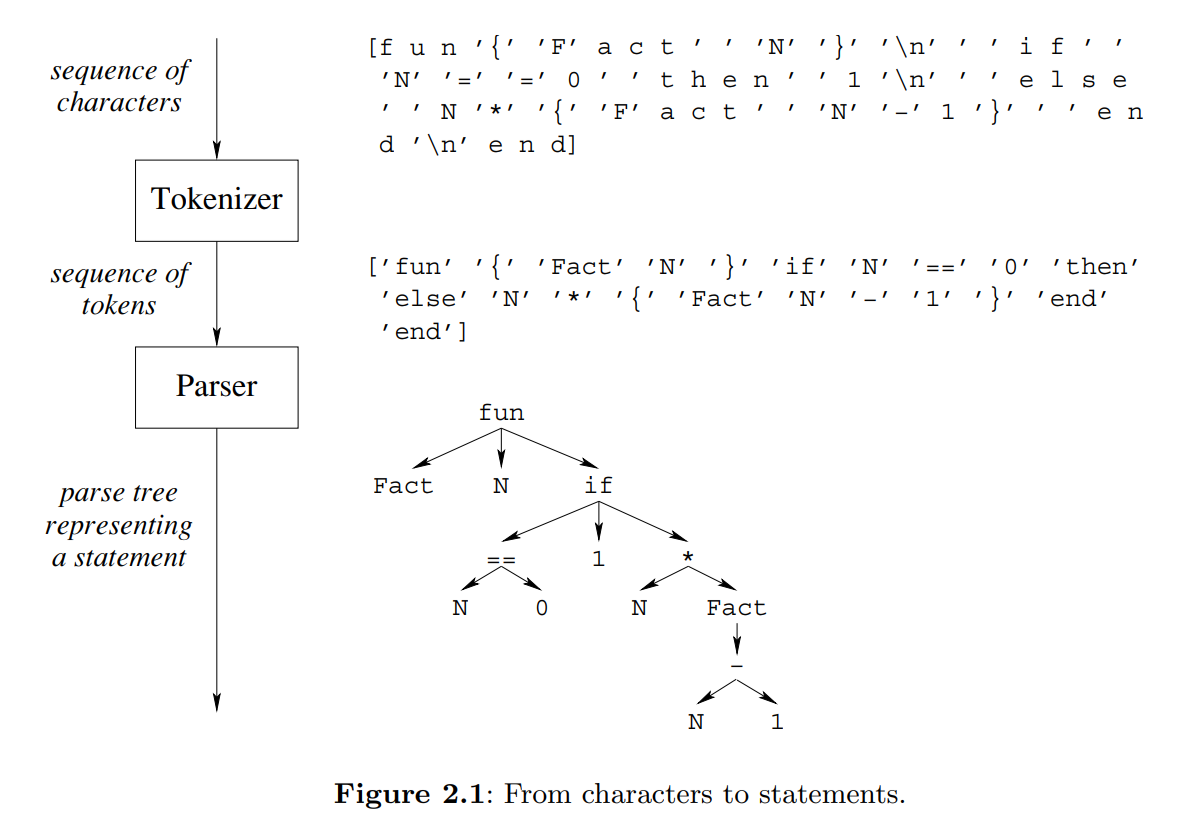 sequence of
characters
[f u n ’{’ ’F’ a c t ’ ’ ’N’ ’}’ ’\n’ ’ ’ i f ’ ’
’N’ ’=’ ’=’ 0 ’ ’ t h e n ’ ’ 1 ’\n’ ’ ’ e l s e
’ ’ N ’*’ ’{’ ’F’ a c t ’ ’ ’N’ ’-’ 1 ’}’ ’ ’ e n
d ’\n’ e n d]
Tokenizer
sequence of
tokens
[’fun’ ’{’ ’Fact’ ’N’ ’}’ ’if’ ’N’ ’==’ ’0’ ’then’
’else’ ’N’ ’*’ ’{’ ’Fact’ ’N’ ’-’ ’1’ ’}’ ’end’
’end’]
Parser
parse tree
representing
a statement
fun
Fact N if
== 1 *
N 0 N Fact
-
N 1
Figure 2.1: From characters to statements.